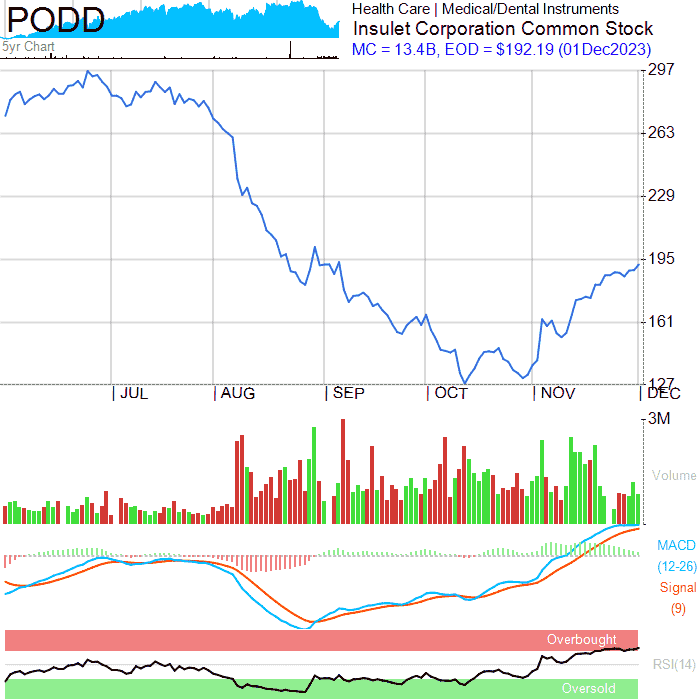 PODD
5yr Chart
Health Care | Medical/Dental Instruments
Insulet Corporation Common Stock
MC = 13.4B, EOD = $192.19 (01Dec2023)
297
263
229
195
161
127
JUL AUG SEP OCT NOV DEC
3M
Volume
MACD
(12-26)
Signal
(9)
Overbought
RSI(14)
Oversold